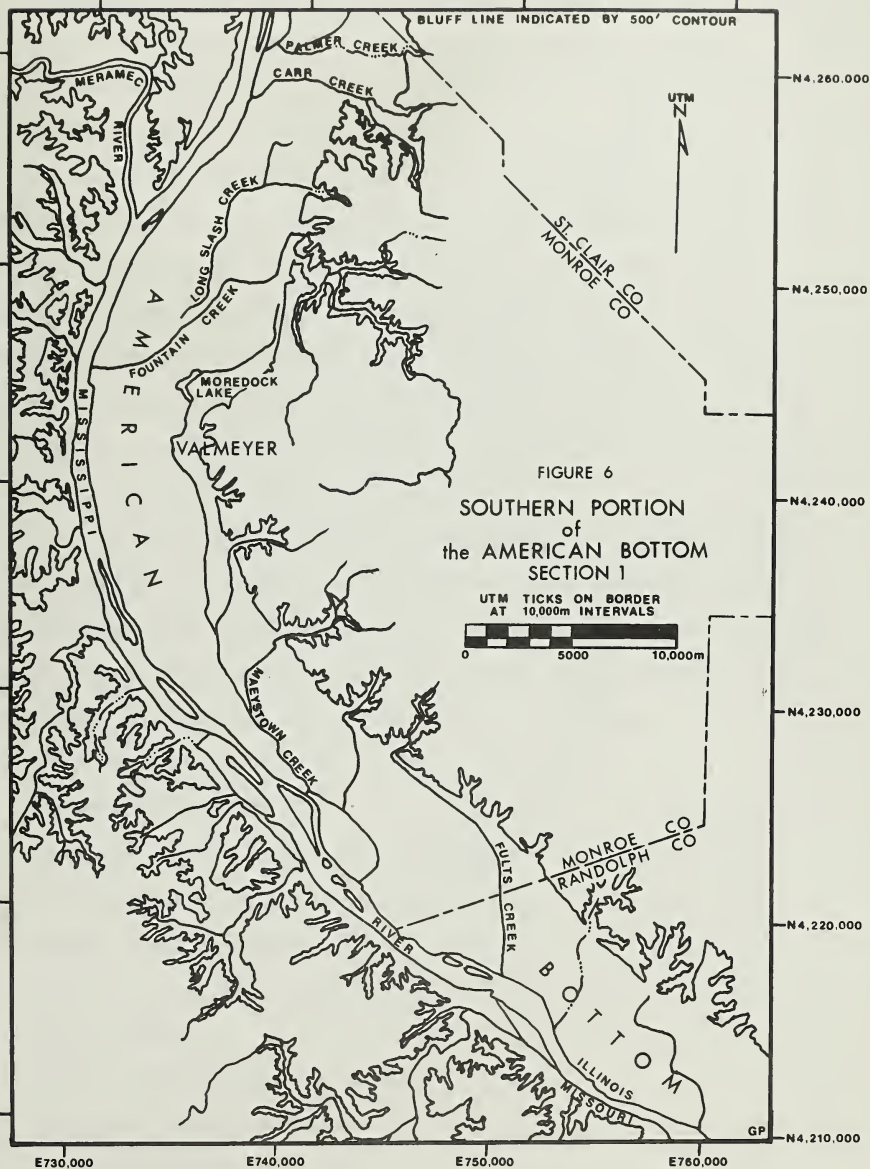 BLUFF LINE INDICATED BY 500' CONTOUR
PALMER CREEK
CARR CREEK
MERAMEC
RIVER
UTM
N
N4,260,000
ST. CLAIR CO
MONROE CO
LONG SLASH CREEK
FOUNTAIN CREEK
N4,250,000
MOREDOCK
LAKE
VALMEYER
MISSISSIPPI
AMERICAN
FIGURE 6
SOUTHERN PORTION
of
the AMERICAN BOTTOM
SECTION 1
UTM TICKS ON BORDER
AT 10,000m INTERVALS
0 5000 10,000m
N4,240,000
MAEYSTOWN CREEK
N4,230,000
MONROE CO
RANDOLPH CO
FULTS CREEK
RIVER
N4,220,000
BOTTOM
ILLINOIS
MISSOURI
GP
N4,210,000
E730,000 E740,000 E750,000 E760,000